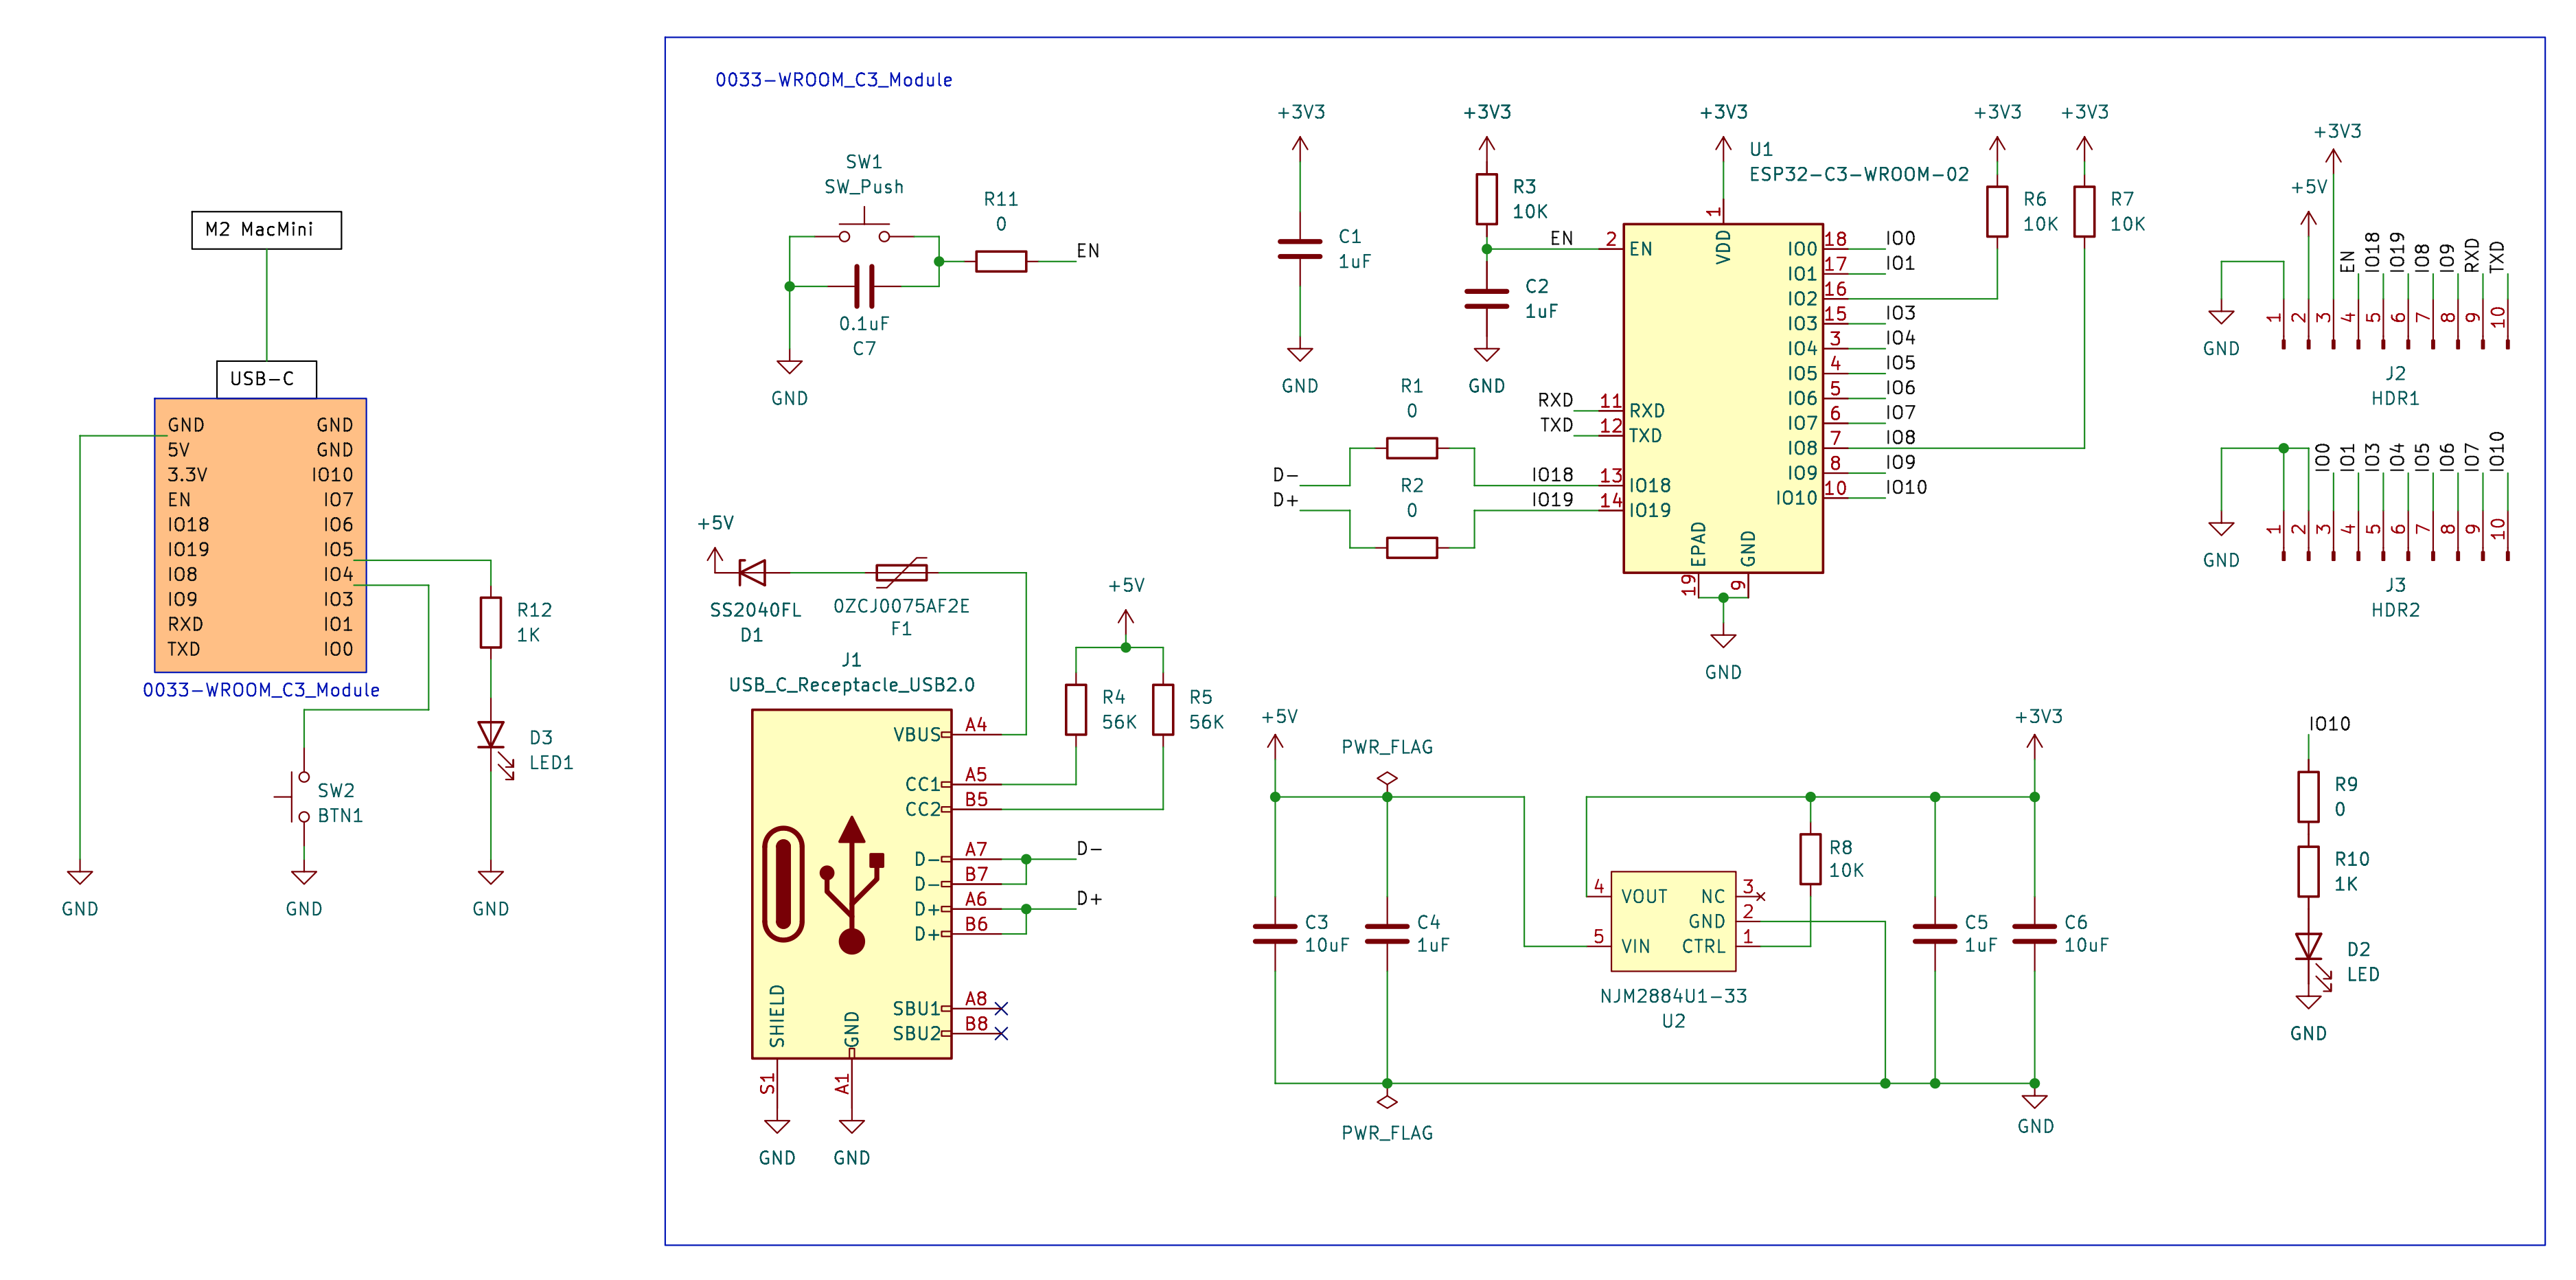 M2 MacMini
USB-C
GND GND
5V GND
3.3V IO10
EN IO7
IO18 IO6
IO19 IO5
IO8 IO4
IO9 IO3
RXD IO1
TXD IO0
0033-WROOM_C3_Module
R12
1K
D3
LED1
SW2
BTN1
GND
GND
GND
0033-WROOM_C3_Module
SW1
SW_Push
R11
0
EN
0.1uF
C7
GND
+3V3
C1
1uF
GND
+3V3
R3
10K
EN
C2
1uF
GND
+3V3
U1
ESP32-C3-WROOM-02
1
VDD
2 EN
11 RXD
12 TXD
13 IO18
14 IO19
IO0 18
IO1 17
IO2 16
IO3 15
IO4 3
IO5 4
IO6 5
IO7 6
IO8 7
IO9 8
IO10 10
EPAD
GND
19
9
GND
IO0
IO1
IO3
IO4
IO5
IO6
IO7
IO8
IO9
IO10
+3V3
R6
10K
+3V3
R7
10K
RXD
TXD
R1
0
D-
IO18
R2
0
D+
IO19
+3V3
+5V
EN
IO18
IO19
IO8
IO9
RXD
TXD
1 2 3 4 5 6 7 8 9 10
GND
J2
HDR1
IO0
IO1
IO3
IO4
IO5
IO6
IO7
IO10
1 2 3 4 5 6 7 8 9 10
GND
J3
HDR2
+5V
SS2040FL
D1
0ZCJ0075AF2E
F1
+5V
R4
56K
R5
56K
J1
USB_C_Receptacle_USB2.0
VBUS A4
CC1 A5
CC2 B5
D- A7
D- B7
D+ A6
D+ B6
SBU1 A8
SBU2 B8
D-
D+
SHIELD
GND
S1
A1
GND
GND
+5V
PWR_FLAG
C3
10uF
C4
1uF
4 VOUT
5 VIN
NC 3
GND 2
CTRL 1
NJM2884U1-33
U2
R8
10K
+3V3
C5
1uF
C6
10uF
PWR_FLAG
GND
IO10
R9
0
R10
1K
D2
LED
GND